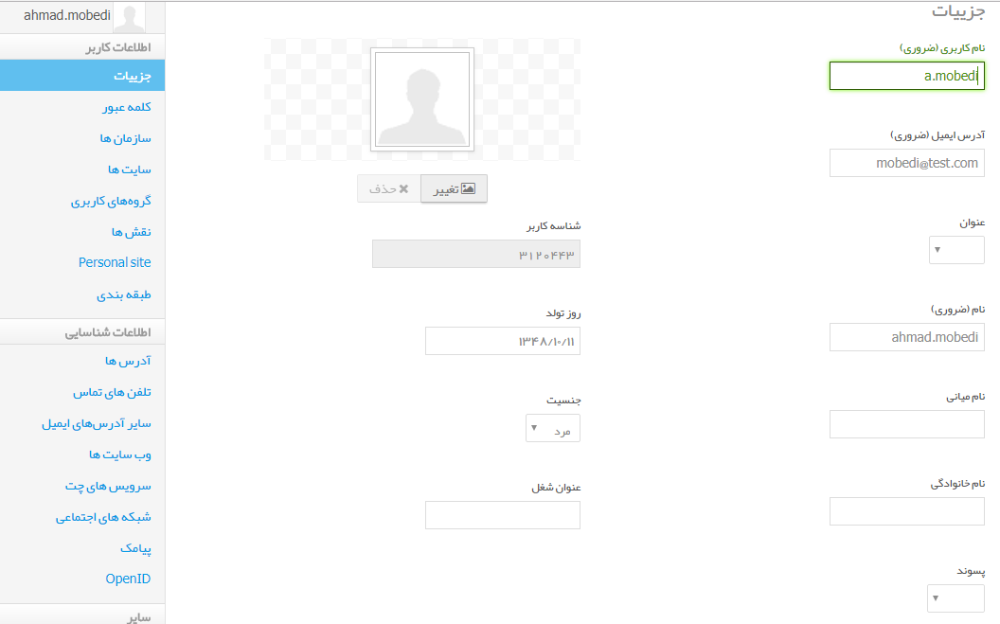 ahmad.mobedi
اطلاعات کاربر
جزییات
کلمه عبور
سازمان ها
سایت ها
گروه‌های کاربری
نقش ها
Personal site
طبقه بندی
اطلاعات شناسایی
آدرس ها
تلفن های تماس
سایر آدرس‌های ایمیل
وب سایت ها
سرویس های چت
شبکه های اجتماعی
پیامک
OpenID
سایر
جزییات
نام کاربری (ضروری)
a.mobedi
آدرس ایمیل (ضروری)
mobedi@test.com
عنوان
نام (ضروری)
ahmad.mobedi
نام میانی
نام خانوادگی
پسوند
تغییر
حذف
شناسه کاربر
۳۱۲۰۴۴۳
روز تولد
۱۳۴۸/۱۰/۱۱
جنسیت
مرد
عنوان شغل